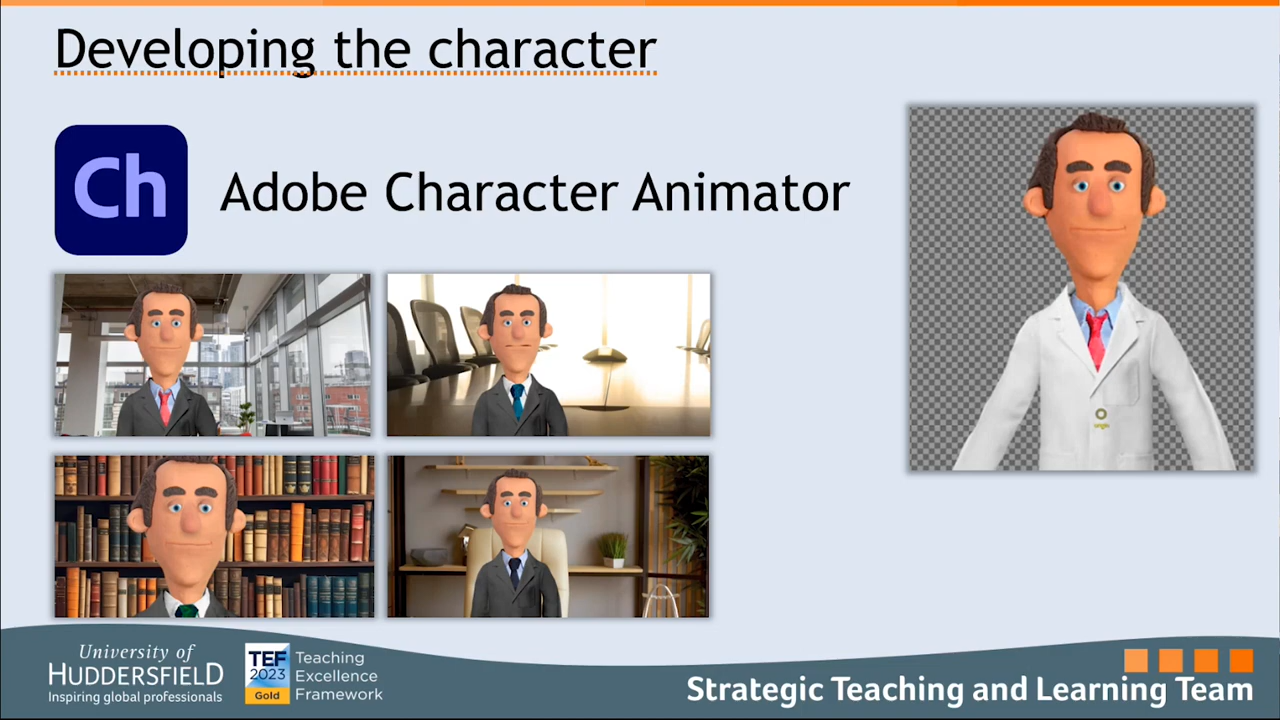 Developing the character
Ch
Adobe Character Animator
origin
University of
HUDDERSFIELD
Inspiring global professionals
TEF
2023
Gold
Teaching
Excellence
Framework
Strategic Teaching and Learning Team